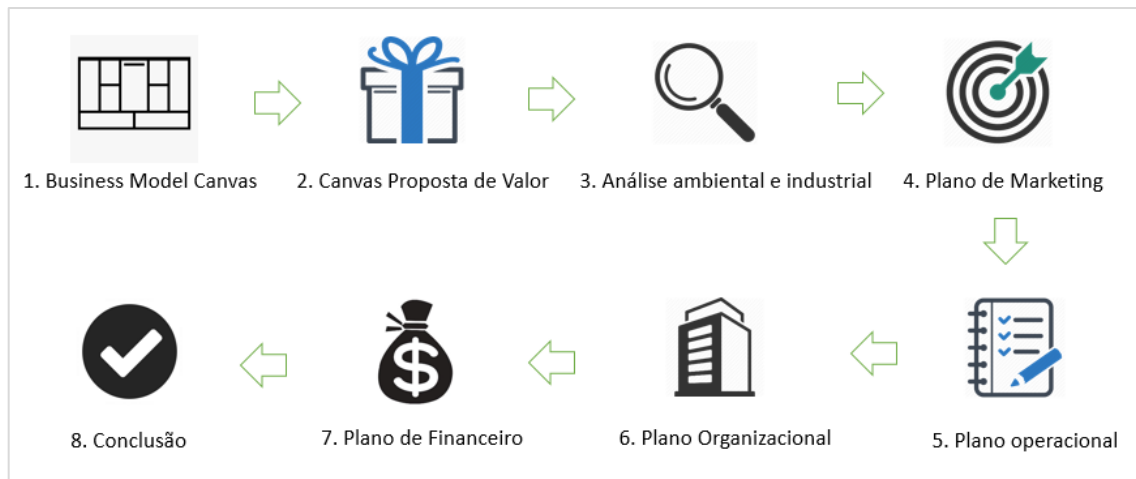 1. Business Model Canvas
2. Canvas Proposta de Valor
3. Análise ambiental e industrial
4. Plano de Marketing
8. Conclusão
7. Plano de Financeiro
6. Plano Organizacional
5. Plano operacional